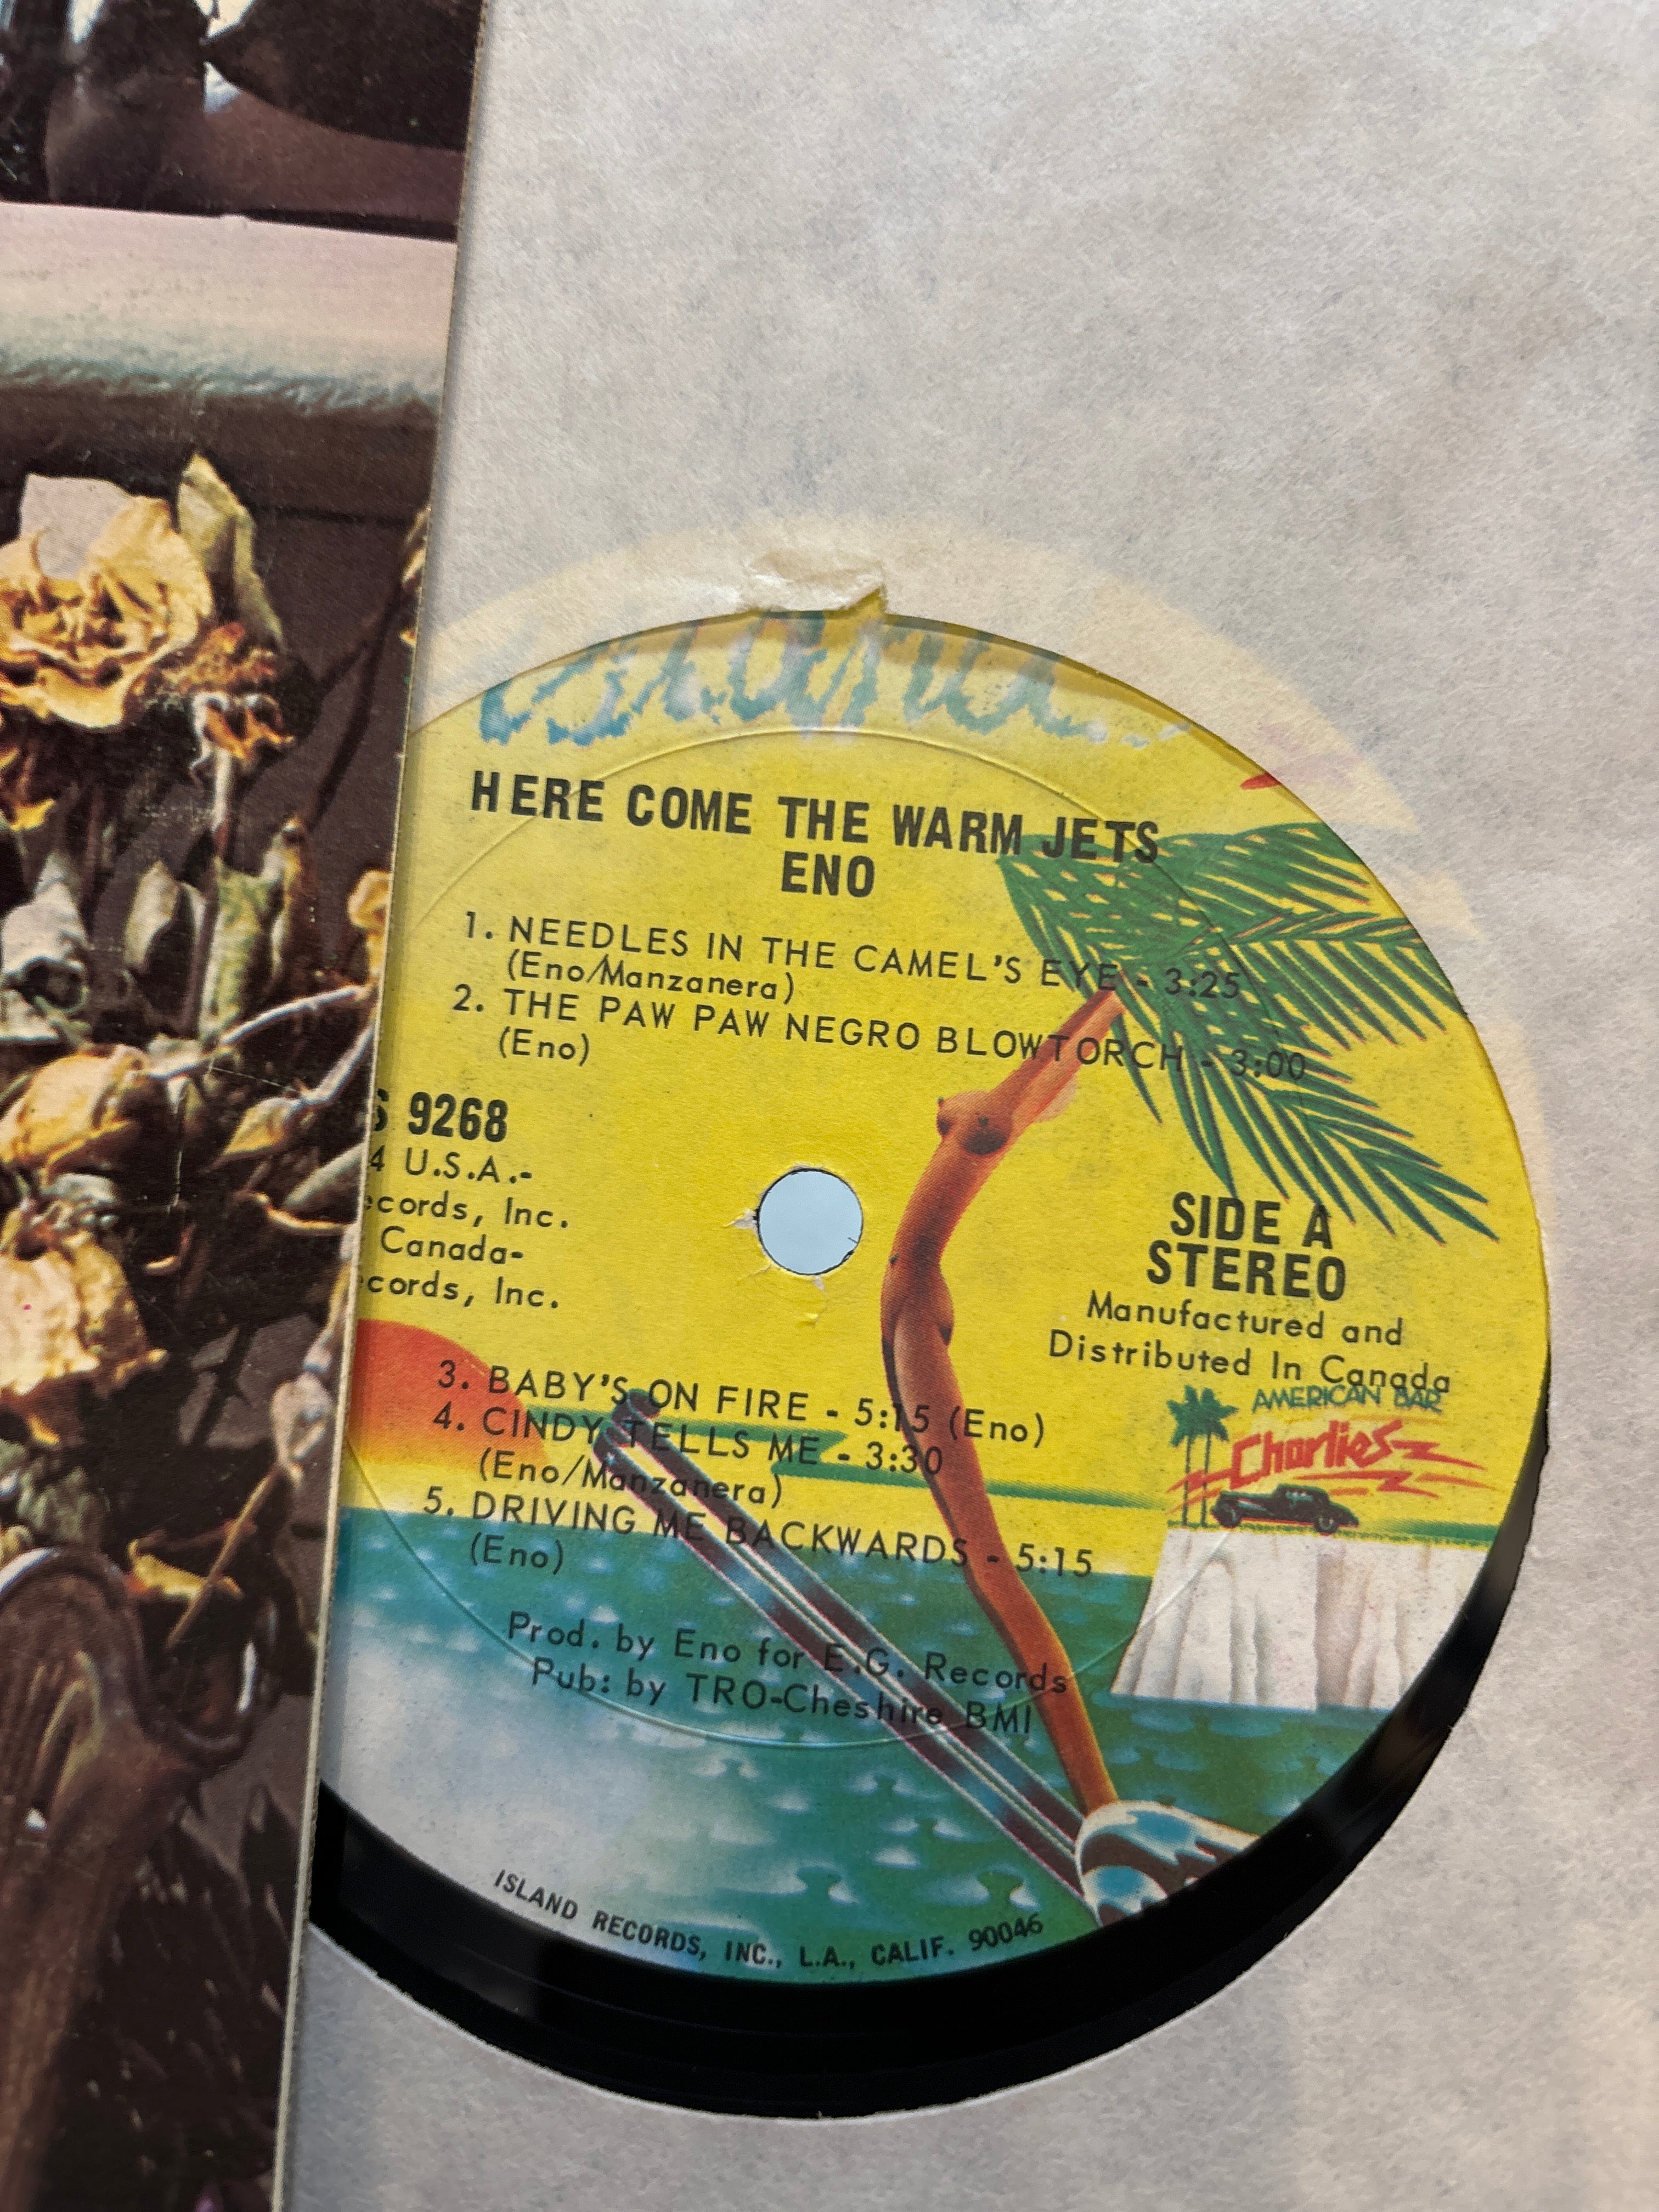 Island
HERE COME THE WARM JETS
ENO
1. NEEDLES IN THE CAMEL'S EYE - 3:25
(Eno/Manzanera)
2. THE PAW PAW NEGRO BLOWTORCH - 3:00
(Eno)
S 9268
4 U.S.A.-
ecords, Inc.
Canada-
cords, Inc.
SIDE A
STEREO
Manufactured and
Distributed In Canada
AMERICAN BAR
Charlies
3. BABY'S ON FIRE - 5:15 (Eno)
4. CINDY TELLS ME - 3:30
(Eno/Manzanera)
5. DRIVING ME BACKWARDS - 5:15
(Eno)
Prod. by Eno for E.G. Records
Pub: by TRO-Cheshire BMI
ISLAND RECORDS, INC., L.A., CALIF. 90046